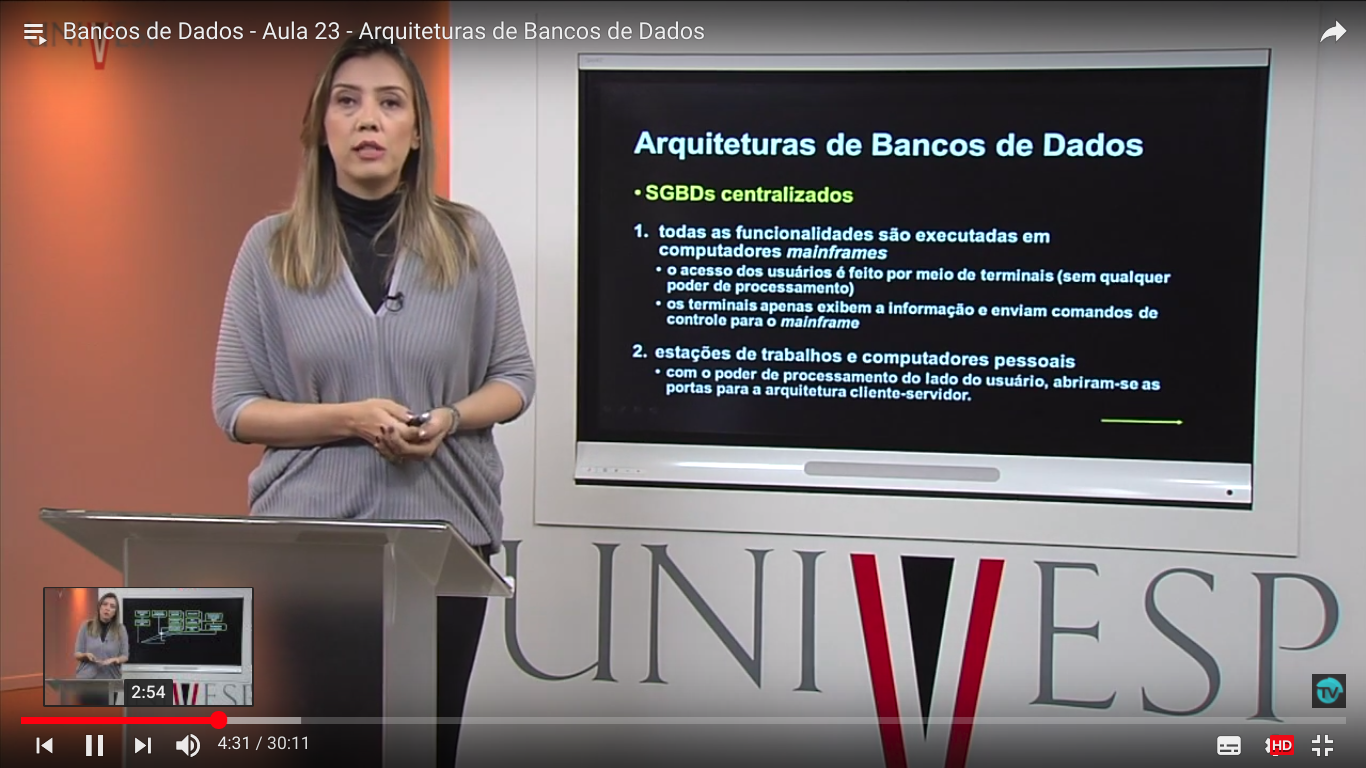 Bancos de Dados - Aula 23 - Arquiteturas de Bancos de Dados
Arquiteturas de Bancos de Dados
• SGBDs centralizados
1. todas as funcionalidades são executadas em
computadores mainframes
• o acesso dos usuários é feito por meio de terminais (sem qualquer
poder de processamento)
• os terminais apenas exibem a informação e enviam comandos de
controle para o mainframe
2. estações de trabalhos e computadores pessoais
• com o poder de processamento do lado do usuário, abriram-se as
portas para a arquitetura cliente-servidor.
UNIVESP
TV
2:54
4:31 / 30:11
HD